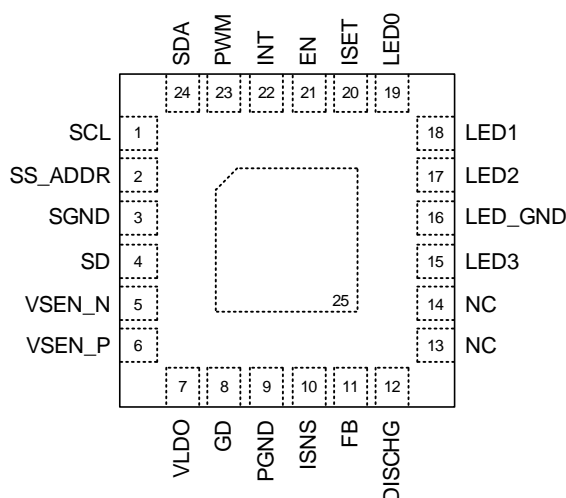 SDA PWM INT EN ISET LED0
24 23 22 21 20 19
SCL 1 18 LED1
SS_ADDR 2 17 LED2
SGND 3 16 LED_GND
SD 4 15 LED3
VSEN_N 5 25 14 NC
VSEN_P 6 13 NC
7 8 9 10 11 12
VLDO GD PGND ISNS FB DISCHG